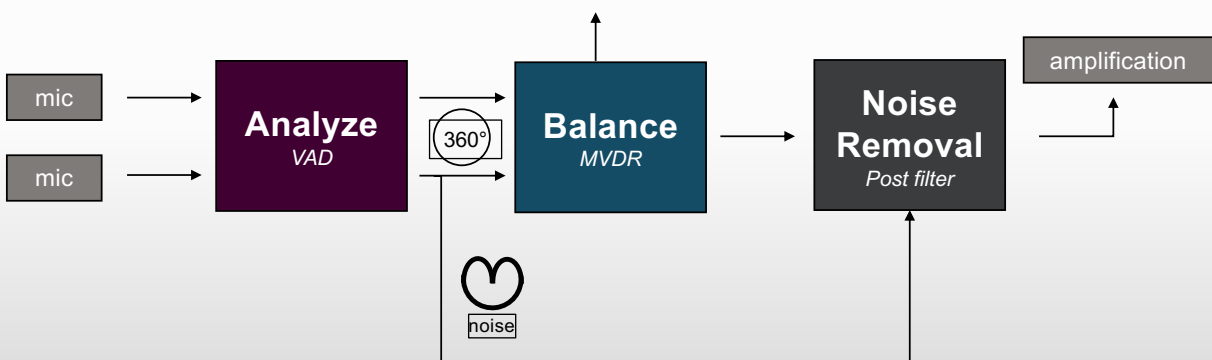 mic
mic
Analyze
VAD
360°
Balance
MVDR
Noise
Removal
Post filter
amplification
noise